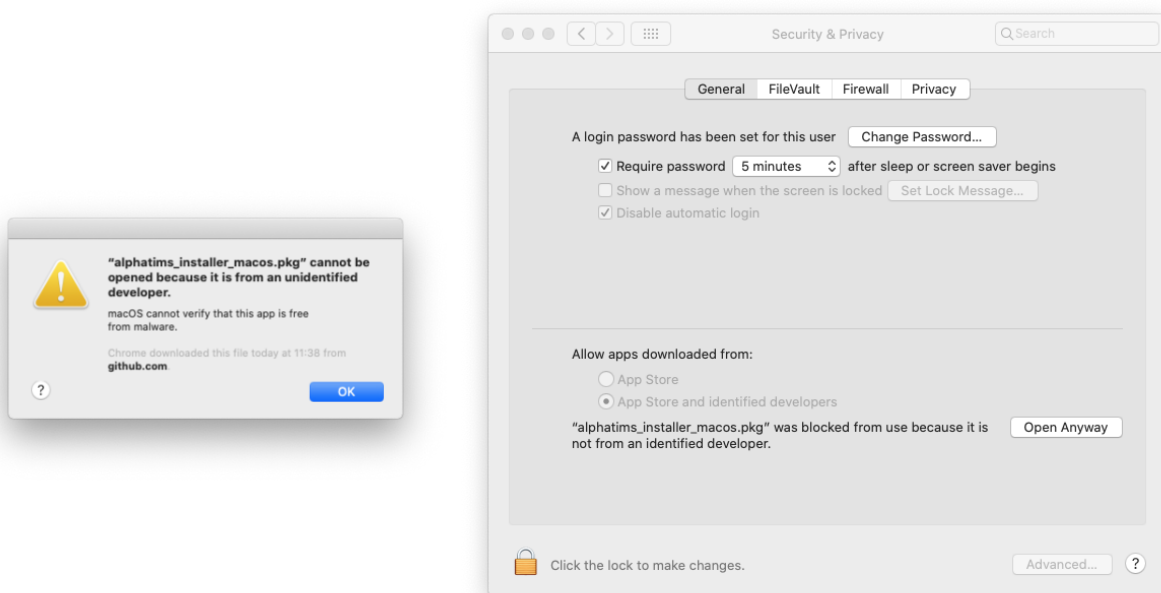 “alphatims_installer_macos.pkg” cannot be
opened because it is from an unidentified
developer.
macOS cannot verify that this app is free
from malware.
Chrome downloaded this file today at 11:38 from
github.com.
?
OK
Security & Privacy
Search
General
FileVault
Firewall
Privacy
A login password has been set for this user
Change Password...
Require password
5 minutes
after sleep or screen saver begins
Show a message when the screen is locked
Set Lock Message...
Disable automatic login
Allow apps downloaded from:
App Store
App Store and identified developers
“alphatims_installer_macos.pkg” was blocked from use because it is
not from an identified developer.
Open Anyway
Click the lock to make changes.
Advanced...
?